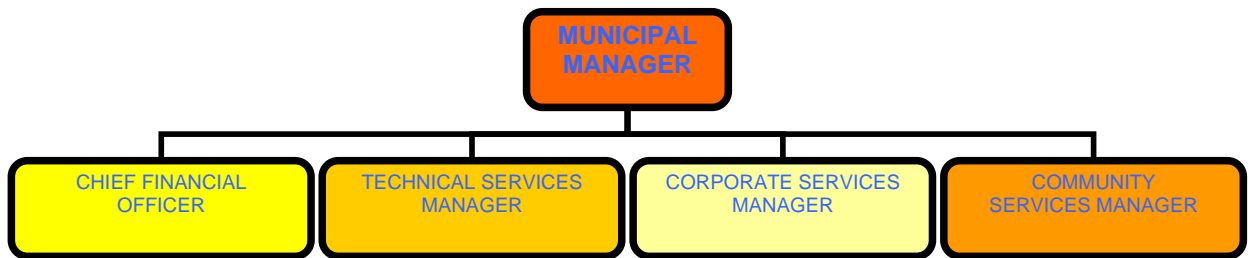 MUNICIPAL
MANAGER
CHIEF FINANCIAL
OFFICER
TECHNICAL SERVICES
MANAGER
CORPORATE SERVICES
MANAGER
COMMUNITY
SERVICES MANAGER